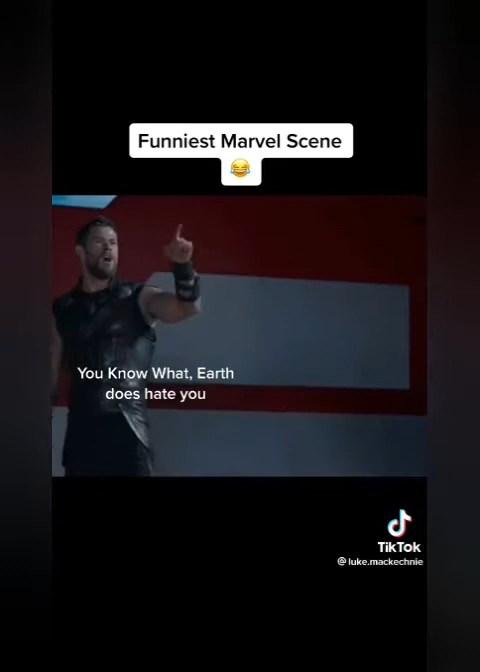 Funniest Marvel Scene
😂
You Know What, Earth
does hate you
TikTok
@luke.mackechnie